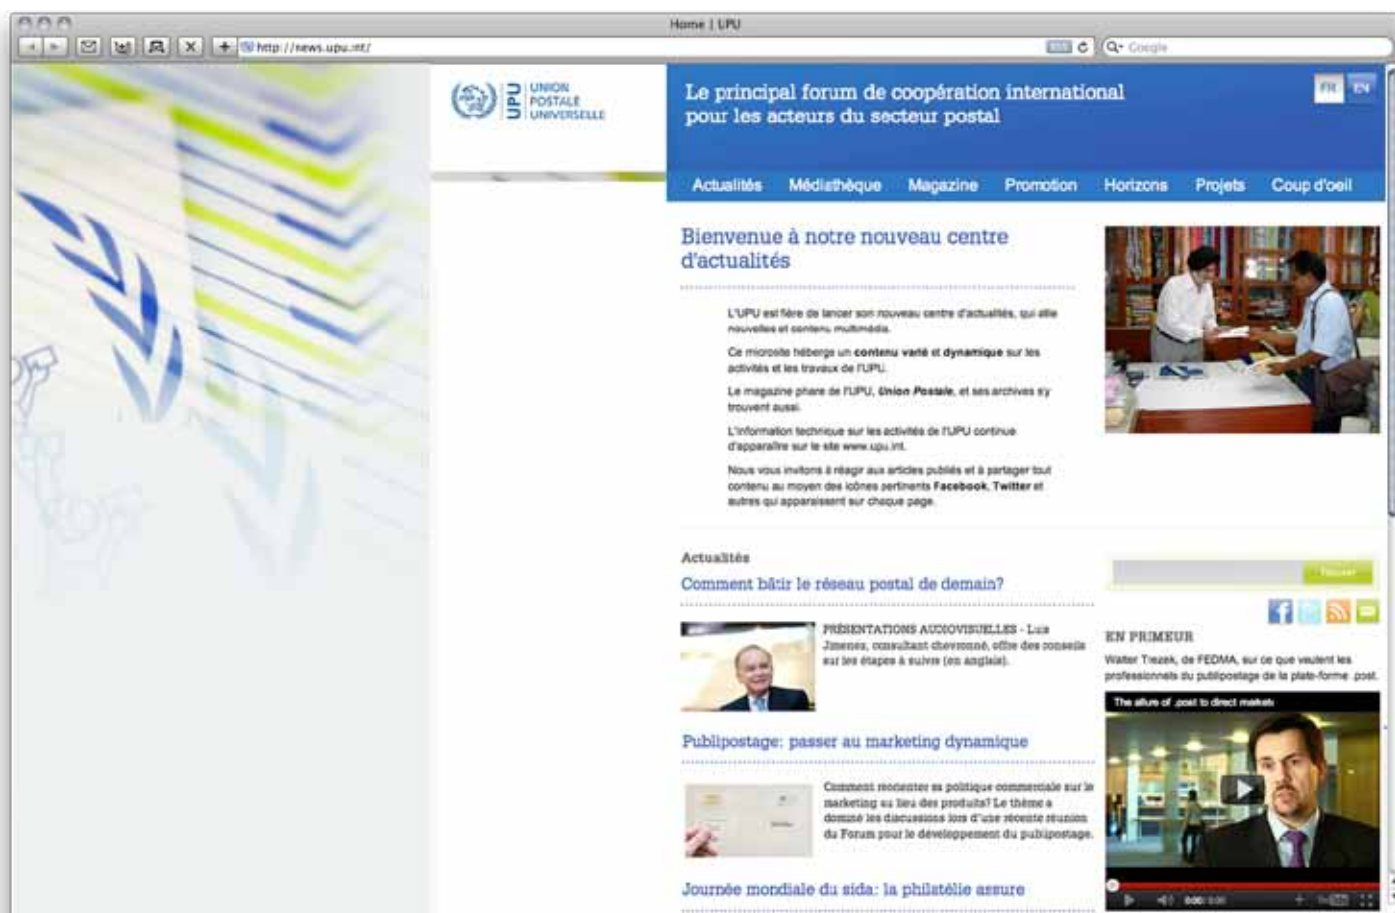 Home | UPU
http://news.upu.int/
Google
UPU
UNION
POSTALE
UNIVERSELLE
Le principal forum de coopération international
pour les acteurs du secteur postal
FR EN
Actualités Médiathèque Magazine Promotion Horizons Projets Coup d'oeil
Bienvenue à notre nouveau centre
d'actualités
L'UPU est fière de lancer son nouveau centre d'actualités, qui allie
nouvelles et contenu multimédia.
Ce microsite héberge un contenu varié et dynamique sur les
activités et les travaux de l'UPU.
Le magazine phare de l'UPU, Union Postale, et ses archives s'y
trouvent aussi.
L'information technique sur les activités de l'UPU continue
d'apparaître sur le site www.upu.int.
Nous vous invitons à réagir aux articles publiés et à partager tout
contenu au moyen des icônes pertinents Facebook, Twitter et
autres qui apparaissent sur chaque page.
Actualités
Comment bâtir le réseau postal de demain?
PRÉSENTATIONS AUDIOVISUELLES - Luis
Jimenez, consultant chevronné, offre des conseils
sur les étapes à suivre (en anglais).
Publipostage: passer au marketing dynamique
Comment réorienter sa politique commerciale sur le
marketing au lieu des produits? Le thème a
dominé les discussions lors d'une récente réunion
du Forum pour le développement du publipostage.
Journée mondiale du sida: la philatélie assure
EN PRIMEUR
Walter Trezek, de FEDMA, sur ce que veulent les
professionnels du publipostage de la plate-forme .post.
The allure of .post to direct markets
0:00 / 0:00